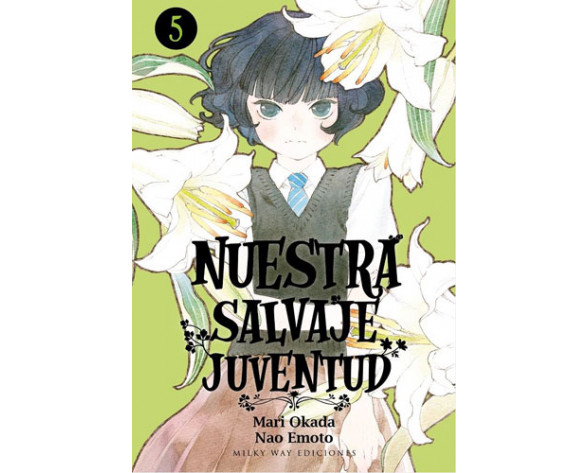 5
NUESTRA
SALVAJE
JUVENTUD
Mari Okada
Nao Emoto
MILKY WAY EDICIONES